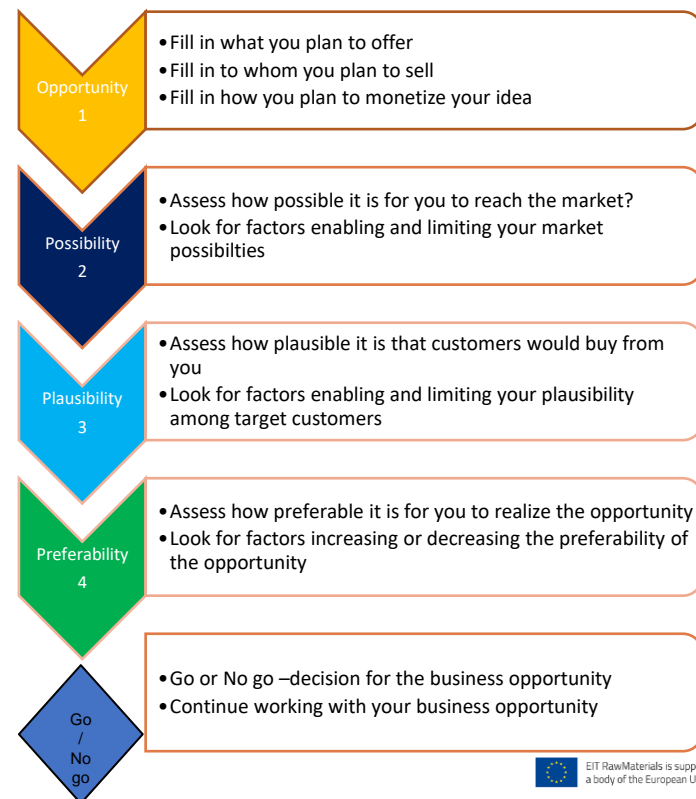 Opportunity
1
•Fill in what you plan to offer
•Fill in to whom you plan to sell
•Fill in how you plan to monetize your idea
Possibility
2
•Assess how possible it is for you to reach the market?
•Look for factors enabling and limiting your market
possibilties
Plausibility
3
•Assess how plausible it is that customers would buy from
you
•Look for factors enabling and limiting your plausibility
among target customers
Preferability
4
•Assess how preferable it is for you to realize the opportunity
•Look for factors increasing or decreasing the preferability of
the opportunity
Go
/
No
go
•Go or No go –decision for the business opportunity
•Continue working with your business opportunity
EIT RawMaterials is supp
a body of the European U